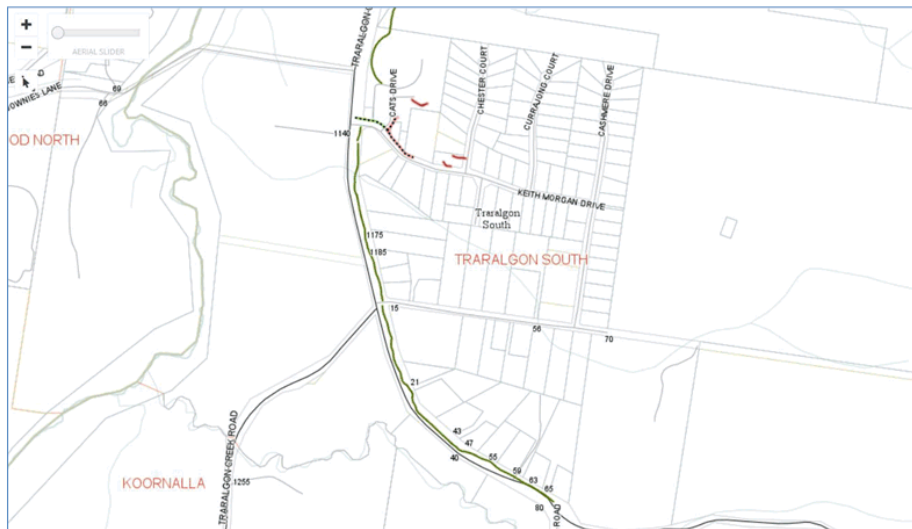 +
−
AERIAL SLIDER
TRARALGON-C
OWNIES LANE
D
69
68
OD NORTH
1140
CATS DRIVE
CHESTER COURT
CURRAJONG COURT
CASHMERE DRIVE
KEITH MORGAN DRIVE
Traralgon
South
1175
1185
TRARALGON SOUTH
15
56
70
21
43
47
46
55
59
63
65
80
ROAD
TRARALGON CREEK ROAD
KOORNALLA
1255